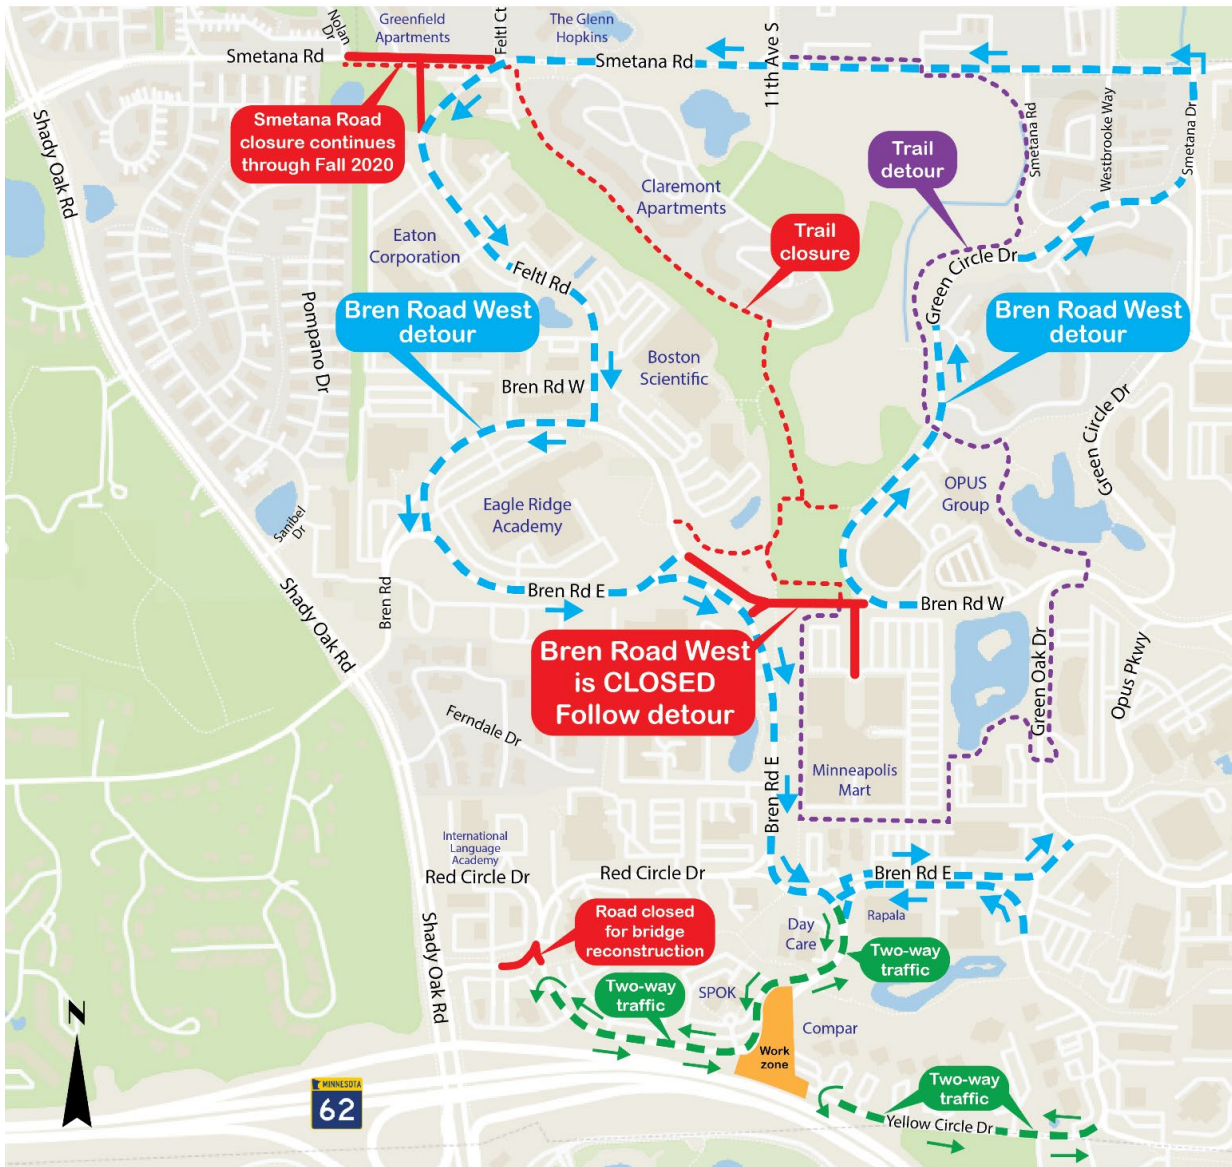 Nolan
Dr
Greenfield
Apartments
Feltl Ct
The Glenn
Hopkins
11th Ave S
Smetana Rd
Smetana Rd
Smetana Road
closure continues
through Fall 2020
Shady Oak Rd
Trail
detour
Smetana Rd
Westbrooke Way
Smetana Dr
Claremont
Apartments
Trail
closure
Eaton
Corporation
Feltl Rd
Green Circle Dr
Bren Road West
detour
Bren Road West
detour
Pompano Dr
Boston
Scientific
Bren Rd W
Green Circle Dr
Eagle Ridge
Academy
OPUS
Group
Sanibel
Dr
Shady Oak Rd
Bren Rd
Bren Rd E
Bren Rd W
Bren Road West
is CLOSED
Follow detour
Green Oak Dr
Opus Pkwy
Ferndale Dr
Bren Rd E
Minneapolis
Mart
International
Language
Academy
Red Circle Dr
Red Circle Dr
Bren Rd E
Shady Oak Rd
Road closed
for bridge
reconstruction
Day
Care
Rapala
Two-way
traffic
Two-way
traffic
SPOK
Compar
Work
zone
N
MINNESOTA
62
Two-way
traffic
Yellow Circle Dr